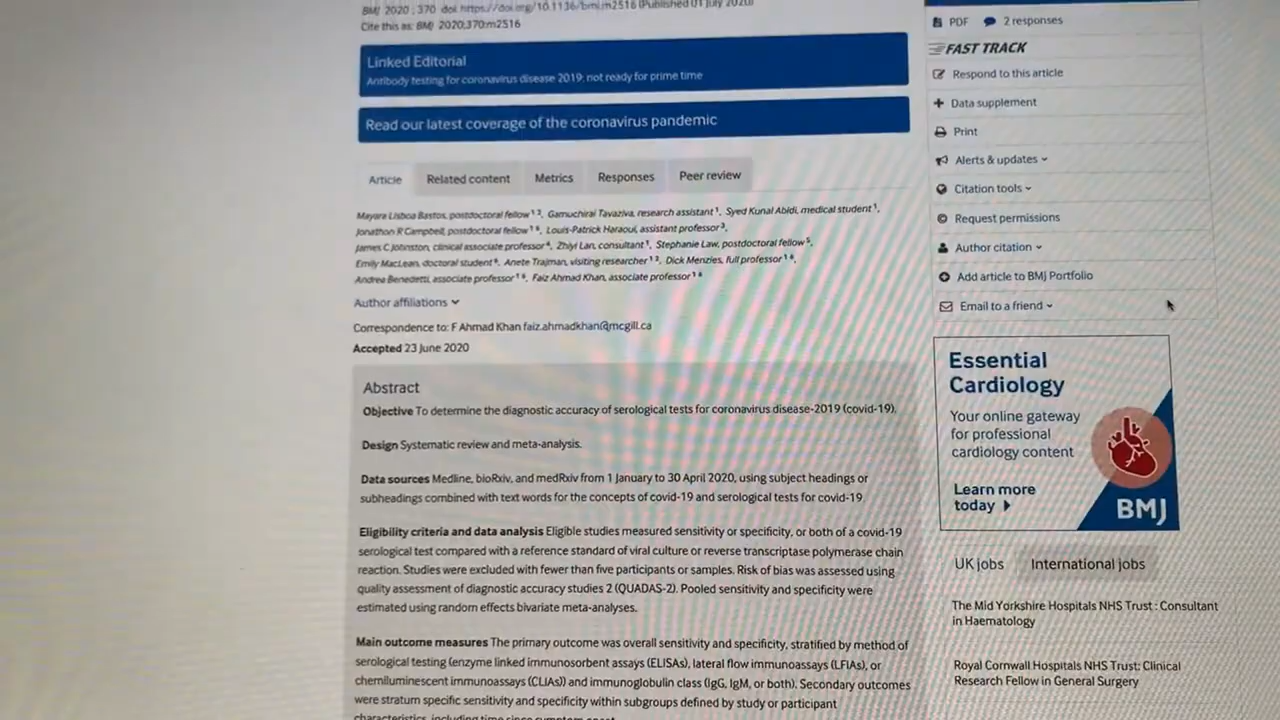 BMJ 2020 ; 370 doi: https://doi.org/10.1136/bmj.m2516 (Published 01 July 2020)
Cite this as: BMJ 2020;370:m2516
Linked Editorial
Antibody testing for coronavirus disease 2019: not ready for prime time
Read our latest coverage of the coronavirus pandemic
Article
Related content
Metrics
Responses
Peer review
Mayara Lisboa Bastos, postdoctoral fellow 1 2, Gamuchirai Tavaziva, research assistant 1, Syed Kunal Abidi, medical student 1,
Jonathon R Campbell, postdoctoral fellow 1 6, Louis-Patrick Haraoui, assistant professor 3,
James C Johnston, clinical associate professor 4, Zhiyi Lan, consultant 1, Stephanie Law, postdoctoral fellow 5,
Emily MacLean, doctoral student 6, Anete Trajman, visiting researcher 1 2, Dick Menzies, full professor 1 6,
Andrea Benedetti, associate professor 1 6, Faiz Ahmad Khan, associate professor 1 6
Author affiliations
Correspondence to: F Ahmad Khan faiz.ahmadkhan@mcgill.ca
Accepted 23 June 2020
Abstract
Objective To determine the diagnostic accuracy of serological tests for coronavirus disease-2019 (covid-19).
Design Systematic review and meta-analysis.
Data sources Medline, bioRxiv, and medRxiv from 1 January to 30 April 2020, using subject headings or
subheadings combined with text words for the concepts of covid-19 and serological tests for covid-19.
Eligibility criteria and data analysis Eligible studies measured sensitivity or specificity, or both of a covid-19
serological test compared with a reference standard of viral culture or reverse transcriptase polymerase chain
reaction. Studies were excluded with fewer than five participants or samples. Risk of bias was assessed using
quality assessment of diagnostic accuracy studies 2 (QUADAS-2). Pooled sensitivity and specificity were
estimated using random effects bivariate meta-analyses.
Main outcome measures The primary outcome was overall sensitivity and specificity, stratified by method of
serological testing (enzyme linked immunosorbent assays (ELISAs), lateral flow immunoassays (LFIAs), or
chemiluminescent immunoassays (CLIAs)) and immunoglobulin class (IgG, IgM, or both). Secondary outcomes
were stratum specific sensitivity and specificity within subgroups defined by study or participant
characteristics, including time since symptom onset.
PDF
2 responses
FAST TRACK
Respond to this article
Data supplement
Print
Alerts & updates
Citation tools
Request permissions
Author citation
Add article to BMJ Portfolio
Email to a friend
Essential
Cardiology
Your online gateway
for professional
cardiology content
Learn more
today
BMJ
UK jobs
International jobs
The Mid Yorkshire Hospitals NHS Trust : Consultant
in Haematology
Royal Cornwall Hospitals NHS Trust: Clinical
Research Fellow in General Surgery